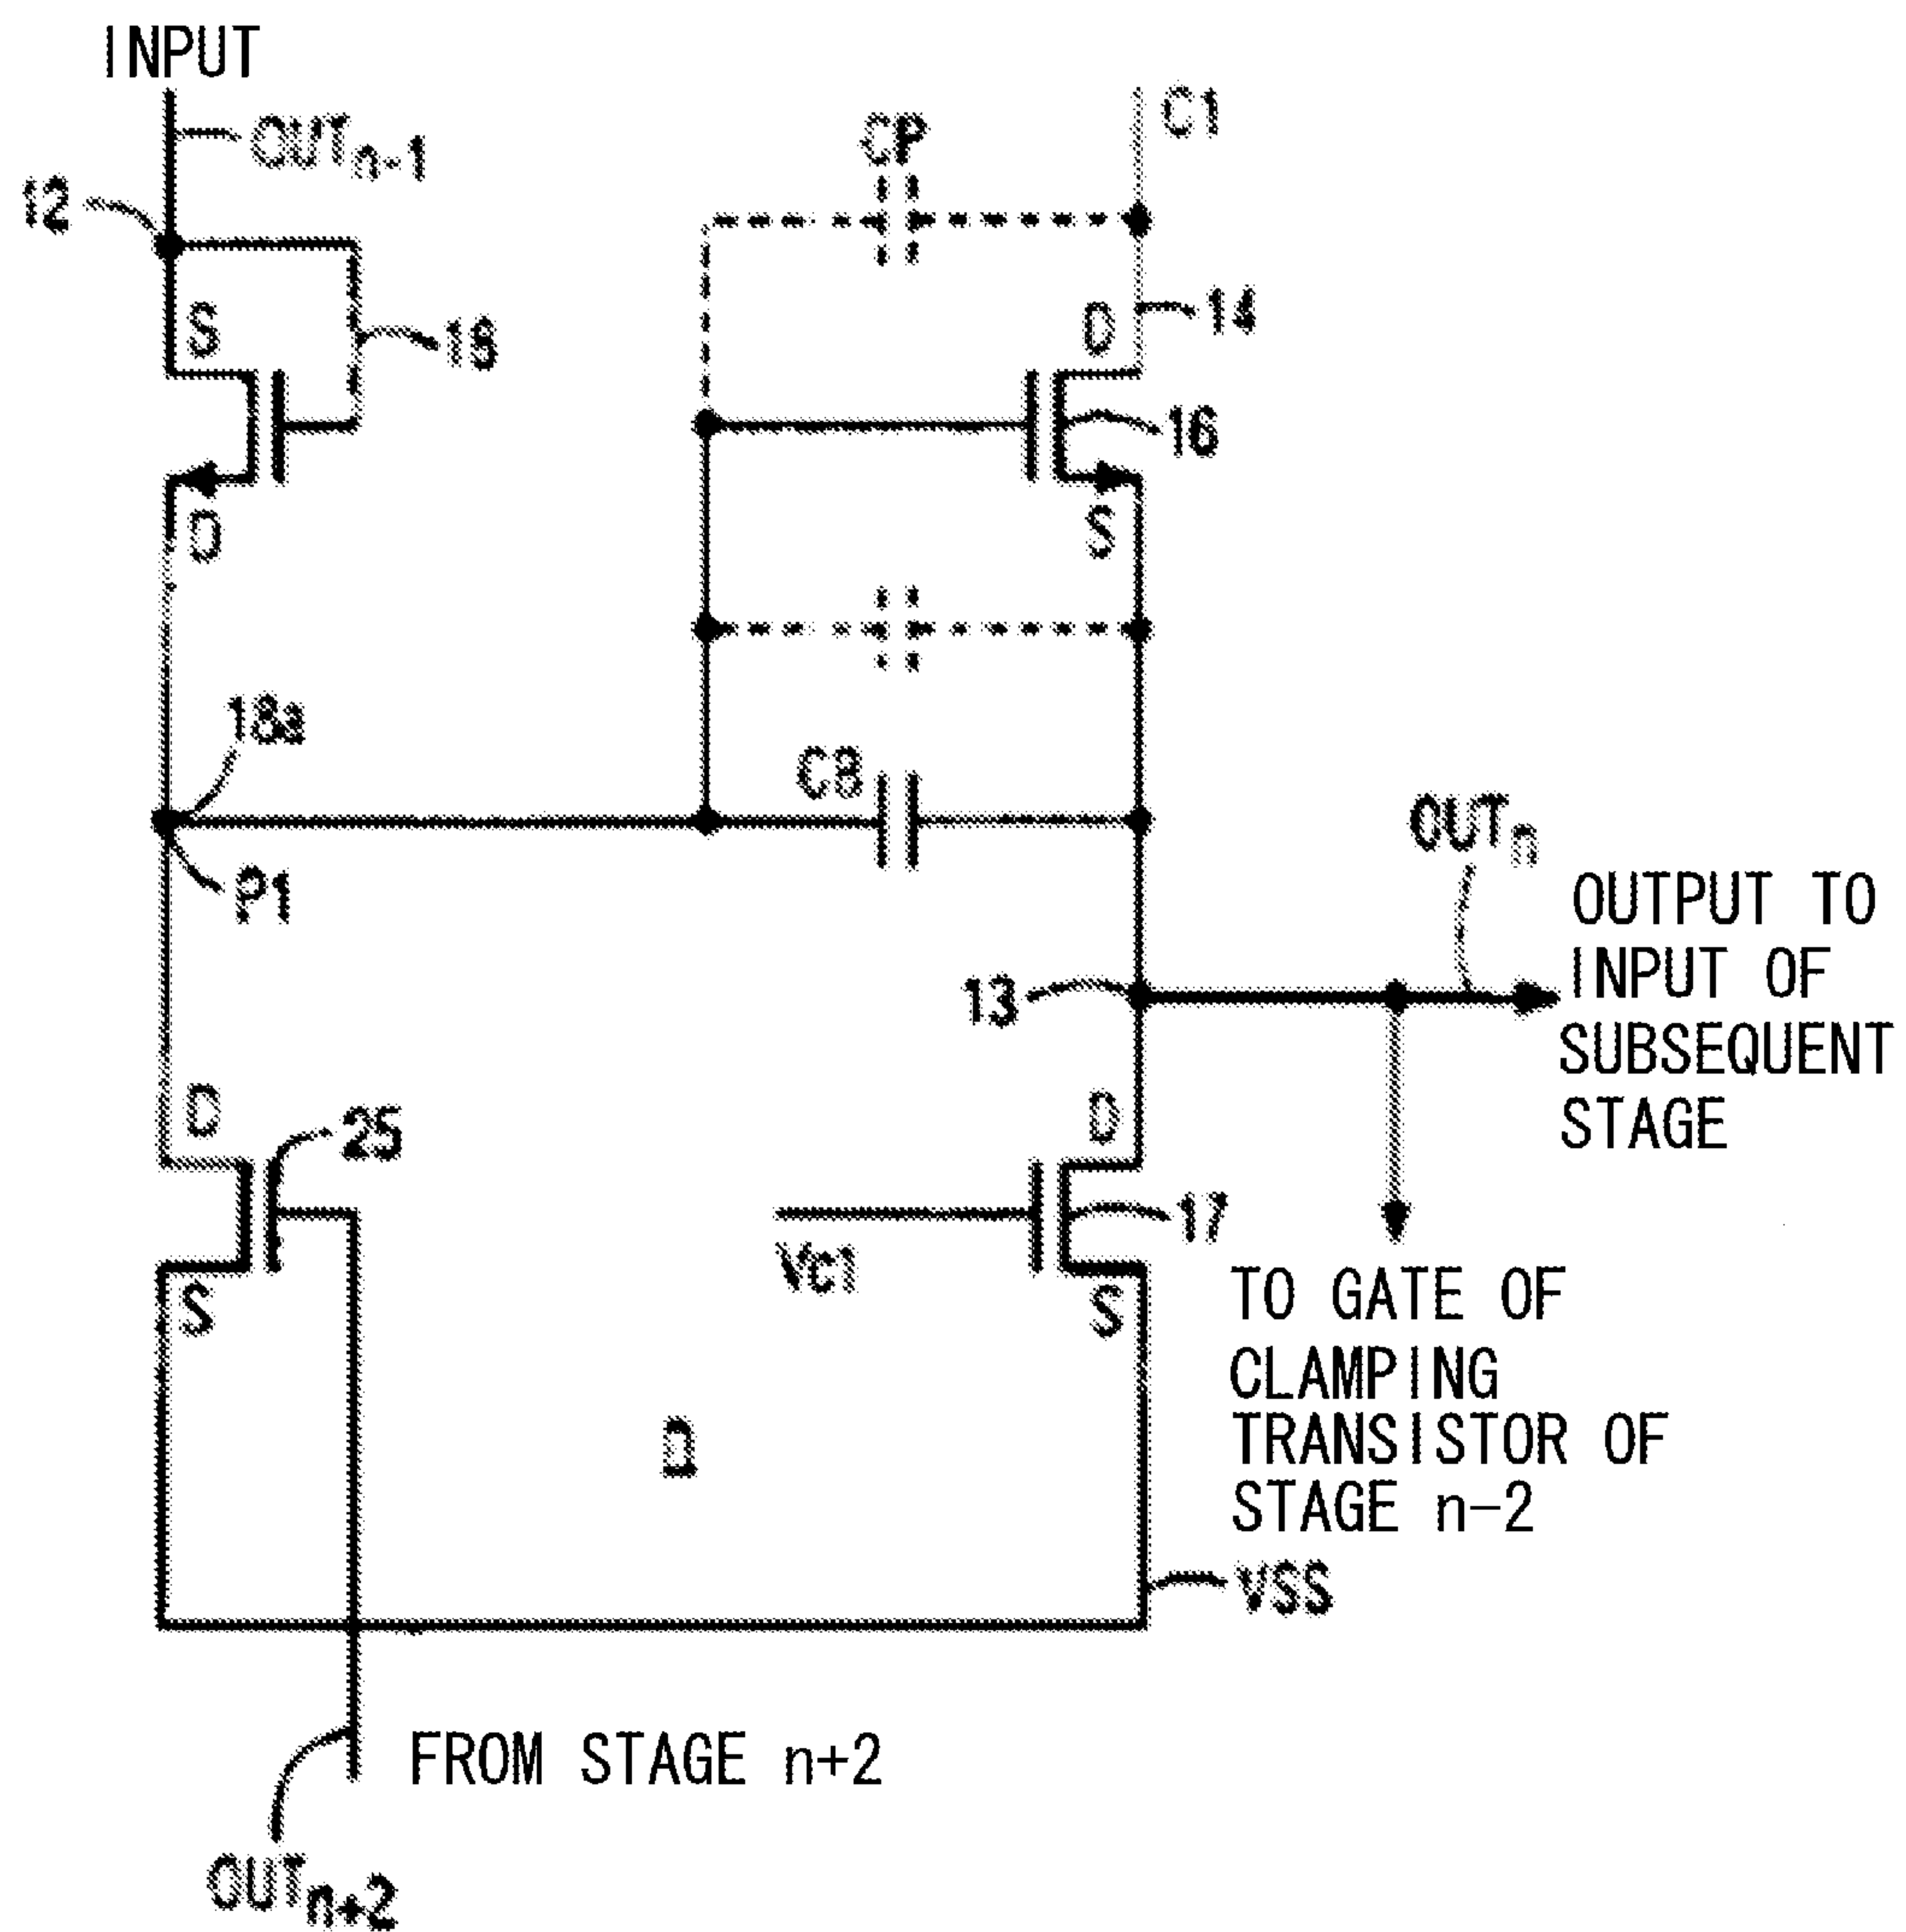 INPUT
OUTn-1
C1
CP
12
S
18
D
14
16
D
S
18a
CB
P1
OUTn
OUTPUT TO
INPUT OF
SUBSEQUENT
STAGE
13
D
25
D
17
Vc1
S
S
TO GATE OF
CLAMPING
TRANSISTOR OF
STAGE n-2
D
VSS
FROM STAGE n+2
OUTn+2